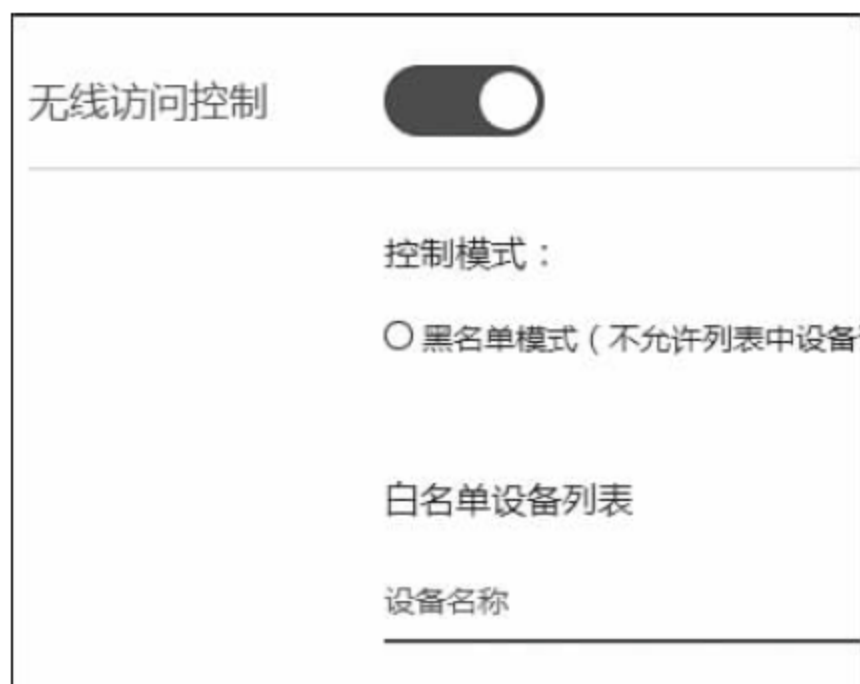 无线访问控制
控制模式：
黑名单模式（不允许列表中设备
白名单设备列表
设备名称